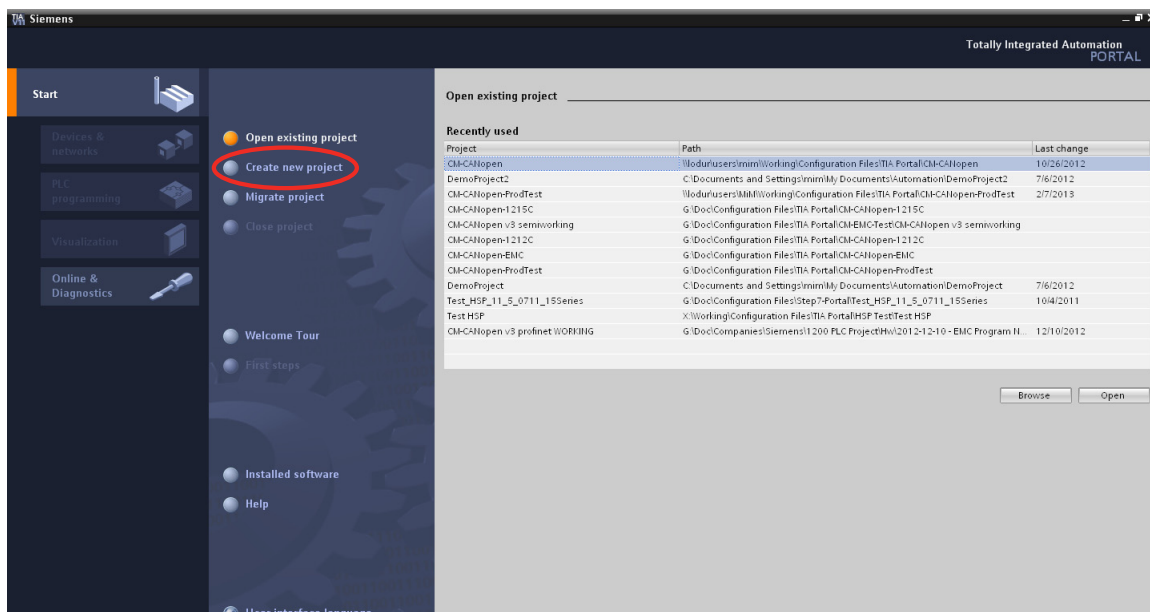 TIA Siemens
Totally Integrated Automation
PORTAL
Start
Devices &
networks
PLC
programming
Visualization
Online &
Diagnostics
Open existing project
Create new project
Migrate project
Close project
Welcome Tour
First steps
Installed software
Help
User interface language
Open existing project
Recently used
Project Path Last change
CM-CANopen \\lodur\users\mim\Working\Configuration Files\TIA Portal\CM-CANopen 10/26/2012
DemoProject2 C:\Documents and Settings\mim\My Documents\Automation\DemoProject2 7/6/2012
CM-CANopen-ProdTest \\lodur\users\MiM\Working\Configuration Files\TIA Portal\CM-CANopen-ProdTest 2/7/2013
CM-CANopen-1215C G:\Doc\Configuration Files\TIA Portal\CM-CANopen-1215C
CM-CANopen v3 semiworking G:\Doc\Configuration Files\TIA Portal\CM-EMC-Test\CM-CANopen v3 semiworking
CM-CANopen-1212C G:\Doc\Configuration Files\TIA Portal\CM-CANopen-1212C
CM-CANopen-EMC G:\Doc\Configuration Files\TIA Portal\CM-CANopen-EMC
CM-CANopen-ProdTest G:\Doc\Configuration Files\TIA Portal\CM-CANopen-ProdTest
DemoProject C:\Documents and Settings\mim\My Documents\Automation\DemoProject 7/6/2012
Test_HSP_11_5_0711_15Series G:\Doc\Configuration Files\Step7-Portal\Test_HSP_11_5_0711_15Series 10/4/2011
Test HSP X:\Working\Configuration Files\TIA Portal\HSP Test\Test HSP
CM-CANopen v3 profinet WORKING G:\Doc\Companies\Siemens\1200 PLC Project\Hw\2012-12-10 - EMC Program N... 12/10/2012
Browse Open